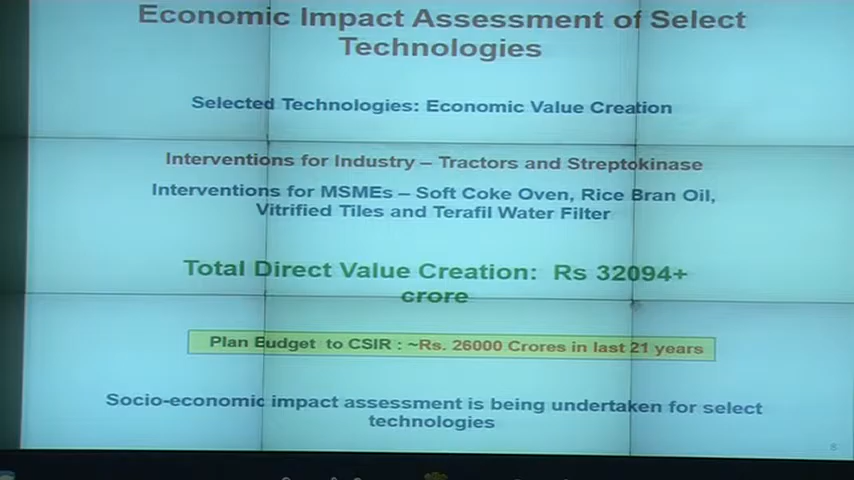 Economic Impact Assessment of Select
Technologies
Selected Technologies: Economic Value Creation
Interventions for Industry – Tractors and Streptokinase
Interventions for MSMEs – Soft Coke Oven, Rice Bran Oil,
Vitrified Tiles and Terafil Water Filter
Total Direct Value Creation: Rs 32094+
crore
Plan Budget to CSIR : ~Rs. 26000 Crores in last 21 years
Socio-economic impact assessment is being undertaken for select
technologies
8